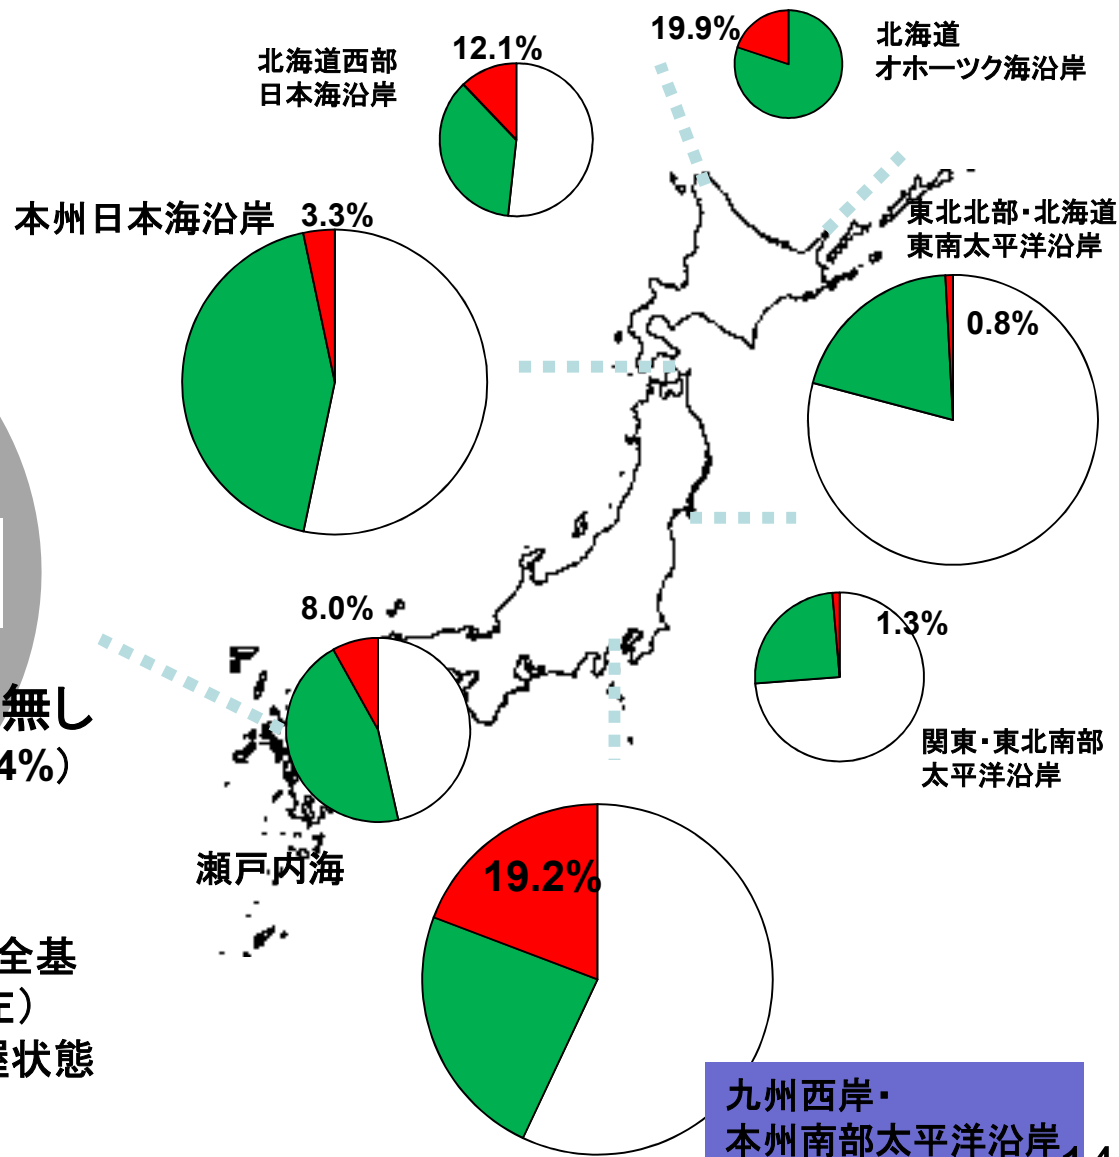 12.1%
19.9%
北海道西部
日本海沿岸
北海道
オホーツク海沿岸
本州日本海沿岸
3.3%
東北北部・北海道
東南太平洋沿岸
0.8%
8.0%
1.3%
無し
4%）
関東・東北南部
太平洋沿岸
瀬戸内海
19.2%
全基
左）
屋状態
九州西岸・
本州南部太平洋沿岸
14